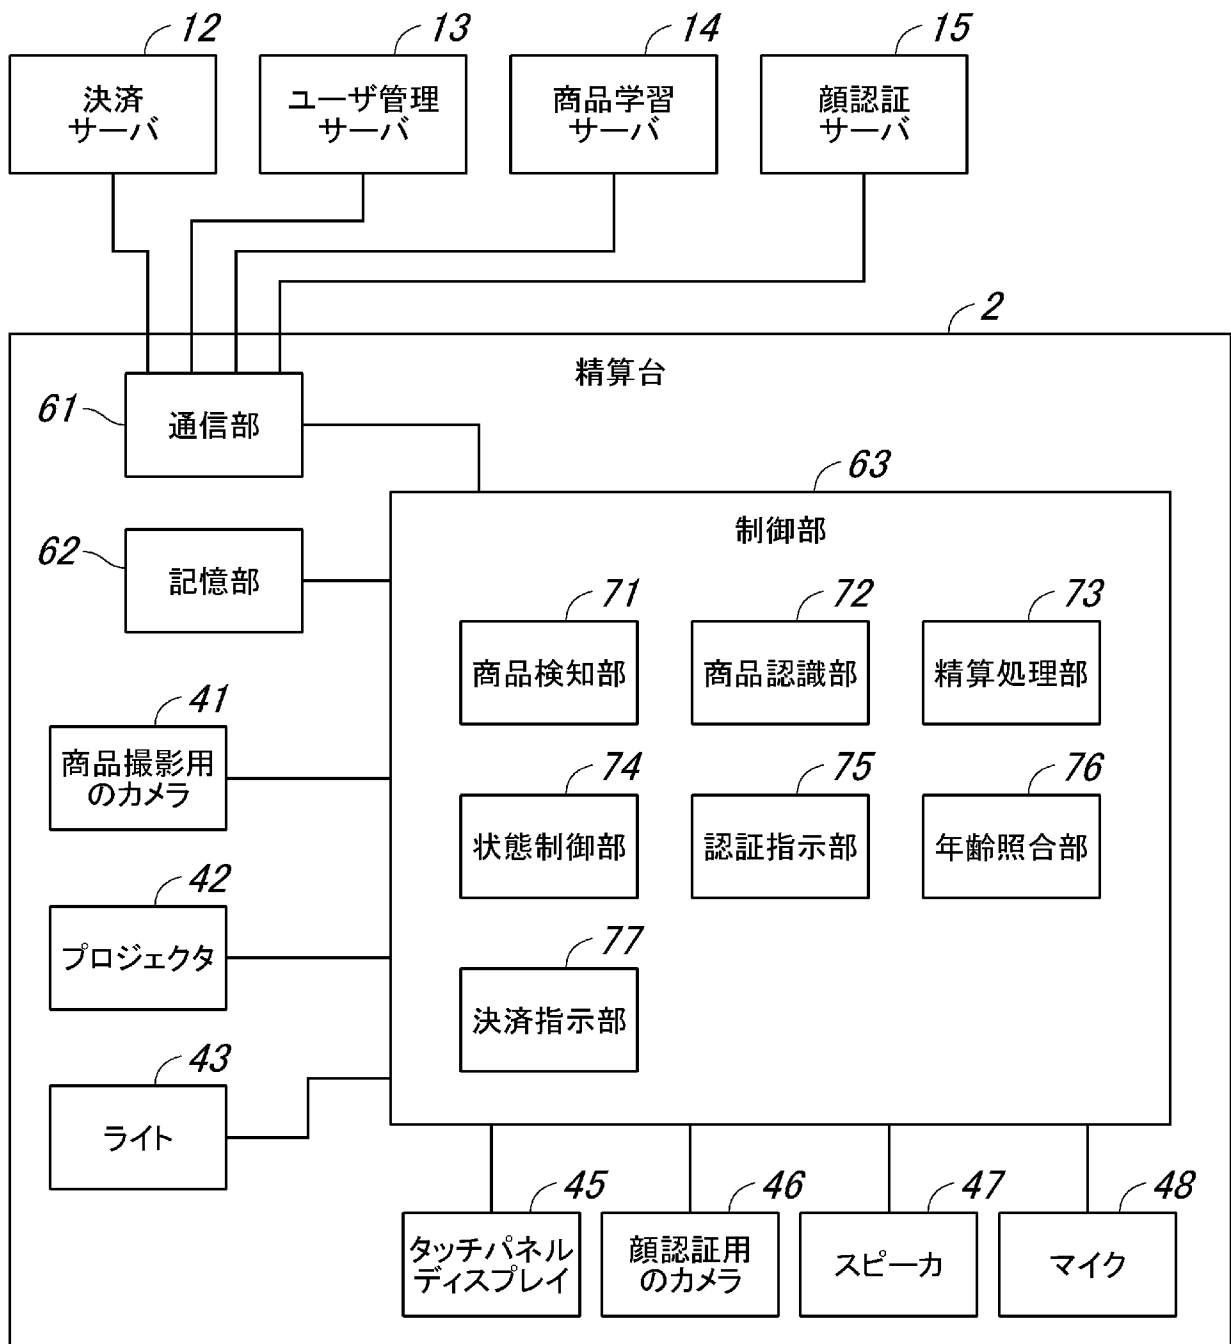 12
13
14
15
決済
サーバ
ユーザ管理
サーバ
商品学習
サーバ
顔認証
サーバ
2
精算台
61
通信部
63
制御部
62
記憶部
71
72
73
商品検知部
商品認識部
精算処理部
41
商品撮影用
のカメラ
74
75
76
状態制御部
認証指示部
年齢照合部
42
プロジェクタ
77
決済指示部
43
ライト
45
46
47
48
タッチパネル
ディスプレイ
顔認証用
のカメラ
スピーカ
マイク